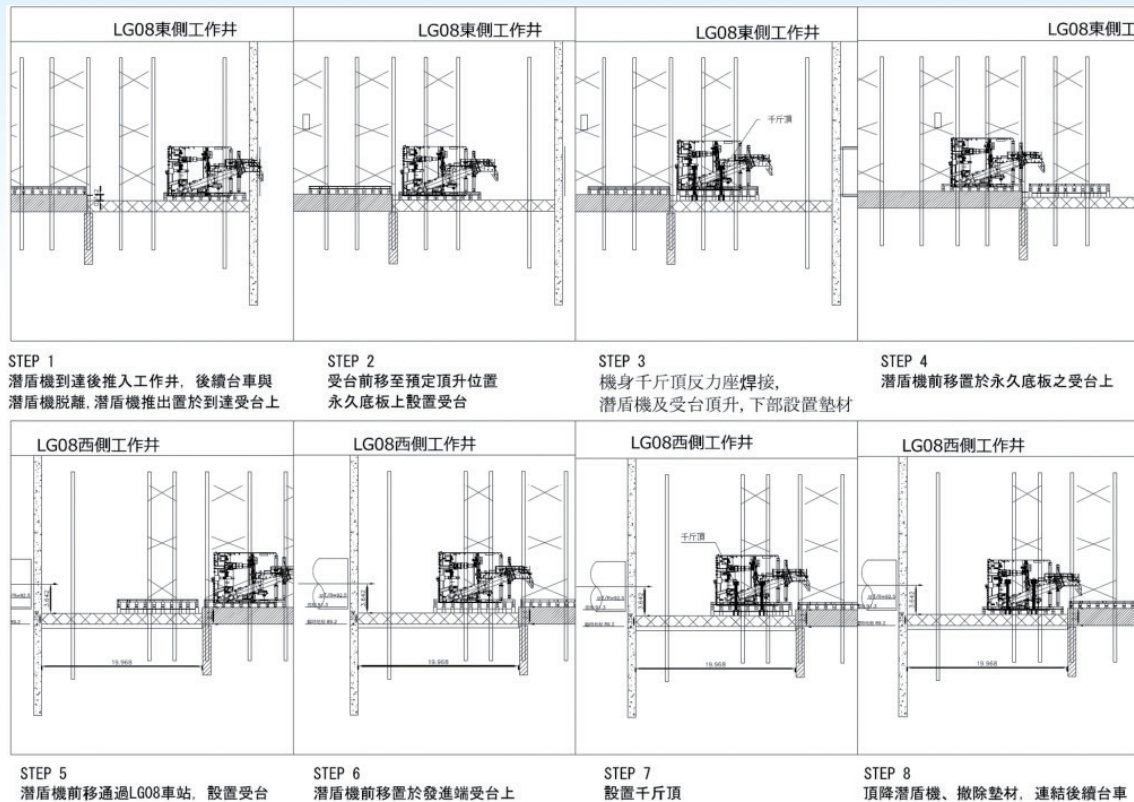 LG08東側工作井
LG08東側工作井
LG08東側工作井
LG08東側工
千斤頂
STEP 1
潛盾機到達後推入工作井, 後續台車與
潛盾機脫離, 潛盾機推出置於到達受台上
STEP 2
受台前移至預定頂升位置
永久底板上設置受台
STEP 3
機身千斤頂反力座焊接,
潛盾機及受台頂升, 下部設置墊材
STEP 4
潛盾機前移置於永久底板之受台上
LG08西側工作井
LG08西側工作井
LG08西側工作井
LG08西側工作井
千斤頂
3.642
3.642
3.642
3.642
19.968
19.968
19.968
19.968
STEP 5
潛盾機前移通過LG08車站, 設置受台
STEP 6
潛盾機前移置於發進端受台上
STEP 7
設置千斤頂
STEP 8
頂降潛盾機、撤除墊材, 連結後續台車